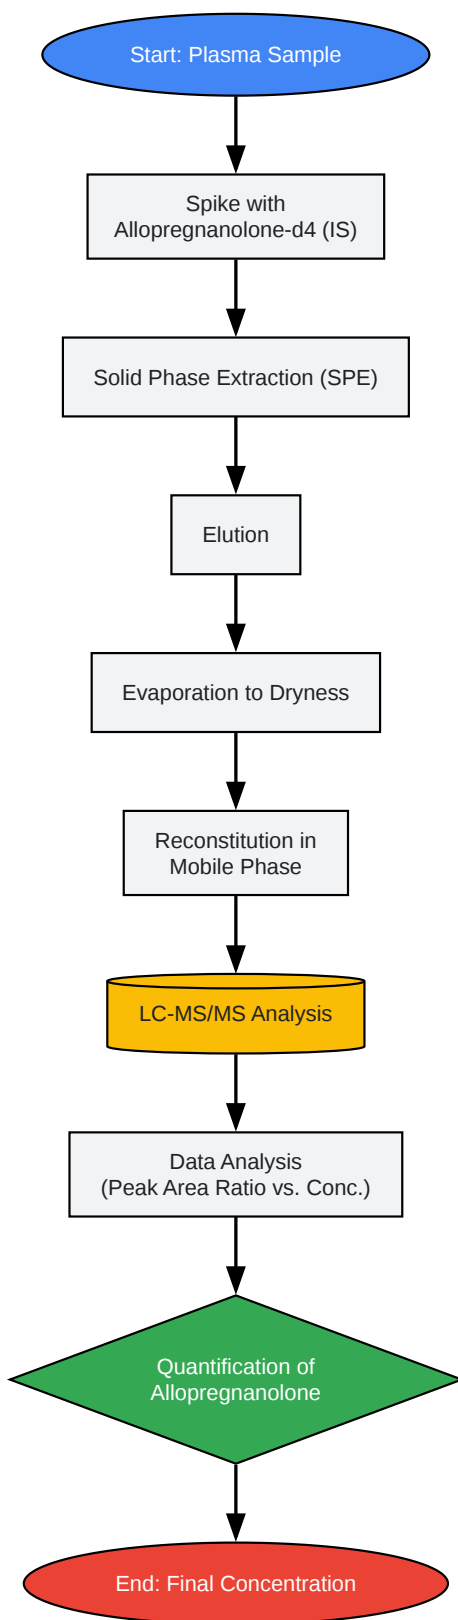 Start: Plasma Sample
Spike with
Allopregnanolone-d4 (IS)
Solid Phase Extraction (SPE)
Elution
Evaporation to Dryness
Reconstitution in
Mobile Phase
LC-MS/MS Analysis
Data Analysis
(Peak Area Ratio vs. Conc.)
Quantification of
Allopregnanolone
End: Final Concentration